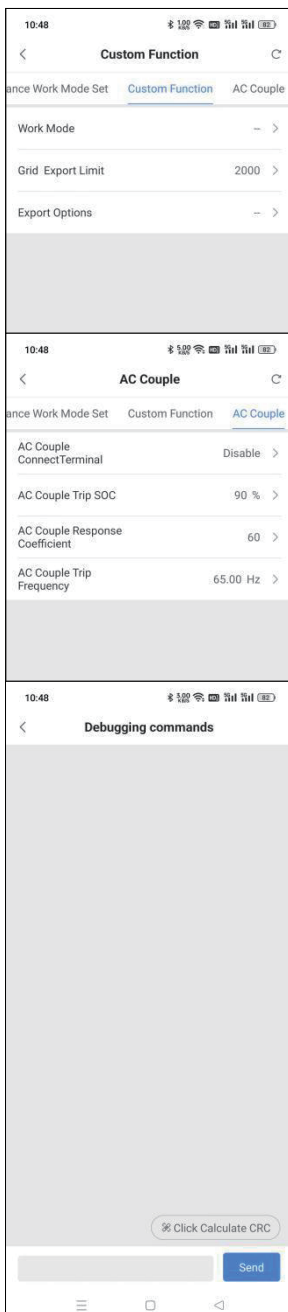 10:48
Custom Function
ance Work Mode Set Custom Function AC Couple
Work Mode --
Grid Export Limit 2000
Export Options --
10:48
AC Couple
ance Work Mode Set Custom Function AC Couple
AC Couple
ConnectTerminal Disable
AC Couple Trip SOC 90 %
AC Couple Response
Coefficient 60
AC Couple Trip
Frequency 65.00 Hz
10:48
Debugging commands
Click Calculate CRC
Send